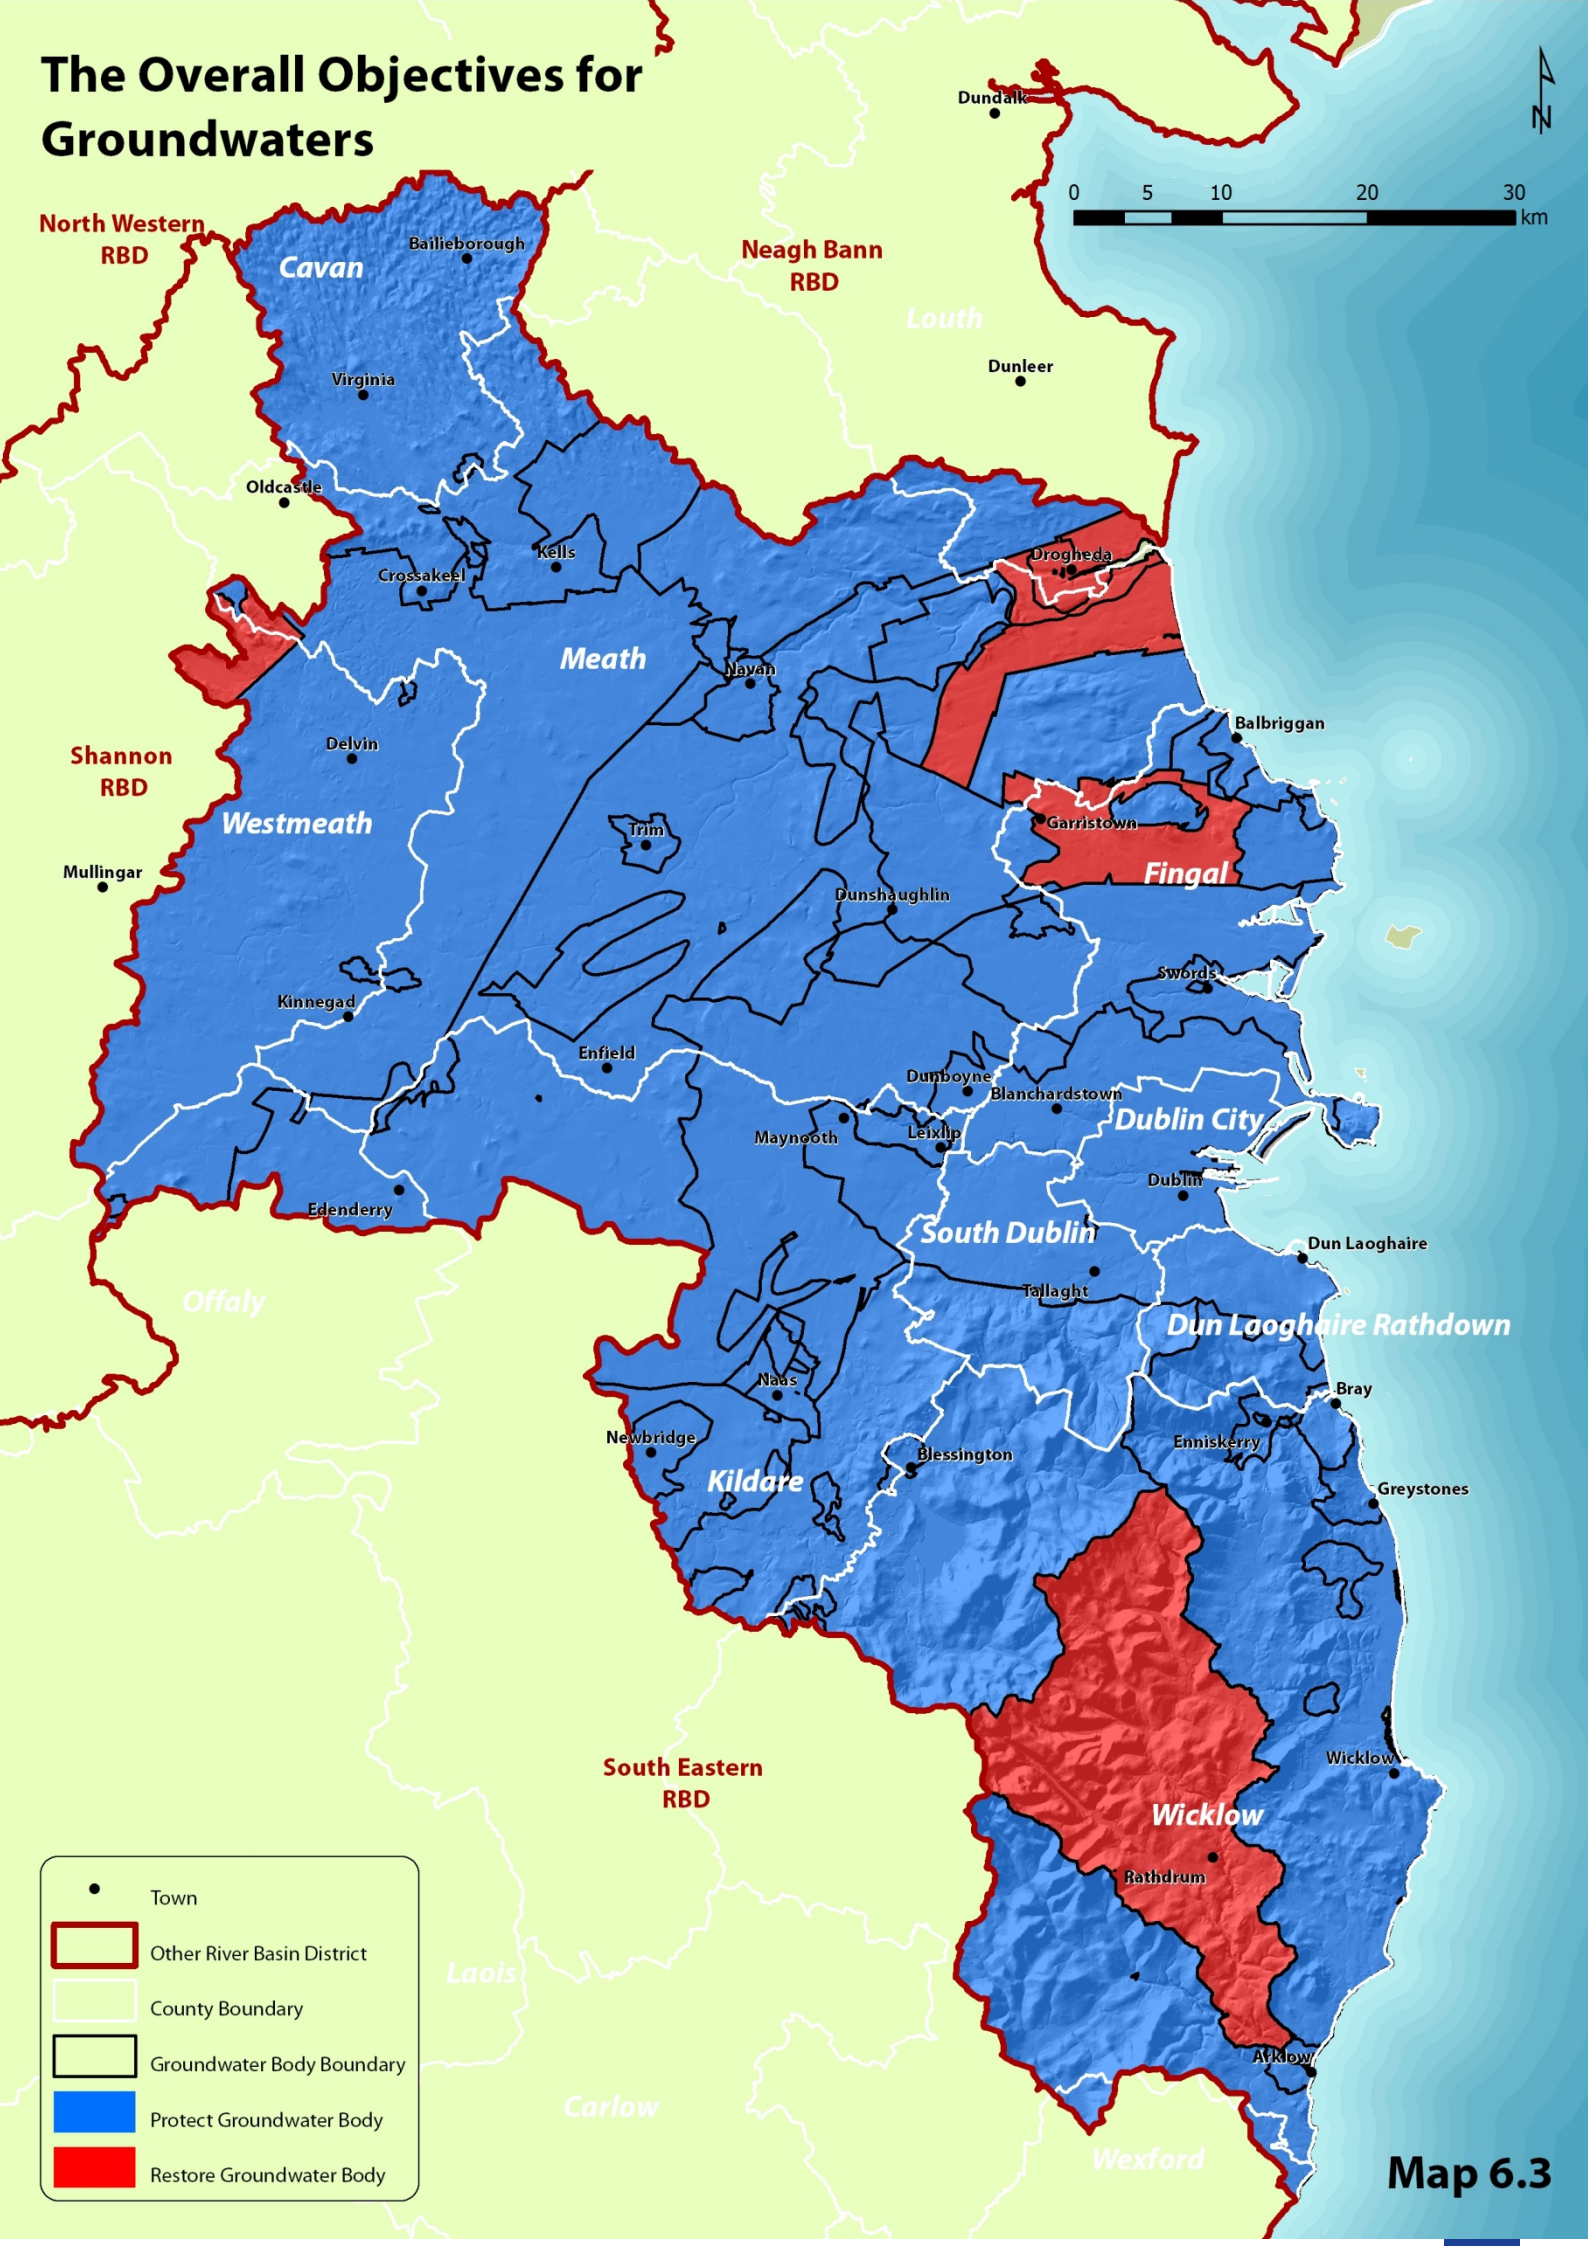 The Overall Objectives for
Groundwaters
Dundalk
N
0 5 10 20 30
km
North Western
RBD
Bailieborough
Cavan
Neagh Bann
RBD
Louth
Dunleer
Virginia
Oldcastle
Kells
Drogheda
Crossakeel
Meath
Navan
Balbriggan
Delvin
Shannon
RBD
Westmeath
Garristown
Trim
Fingal
Mullingar
Dunshaughlin
Swords
Kinnegad
Enfield
Dunboyne
Blanchardstown
Dublin City
Maynooth
Leixlip
Dublin
Edenderry
South Dublin
Dun Laoghaire
Tallaght
Offaly
Dun Laoghaire Rathdown
Naas
Bray
Newbridge
Enniskerry
Blessington
Kildare
Greystones
Wicklow
South Eastern
RBD
Wicklow
Rathdrum
Laois
Arklow
Carlow
Wexford
Town
Other River Basin District
County Boundary
Groundwater Body Boundary
Protect Groundwater Body
Restore Groundwater Body
Map 6.3